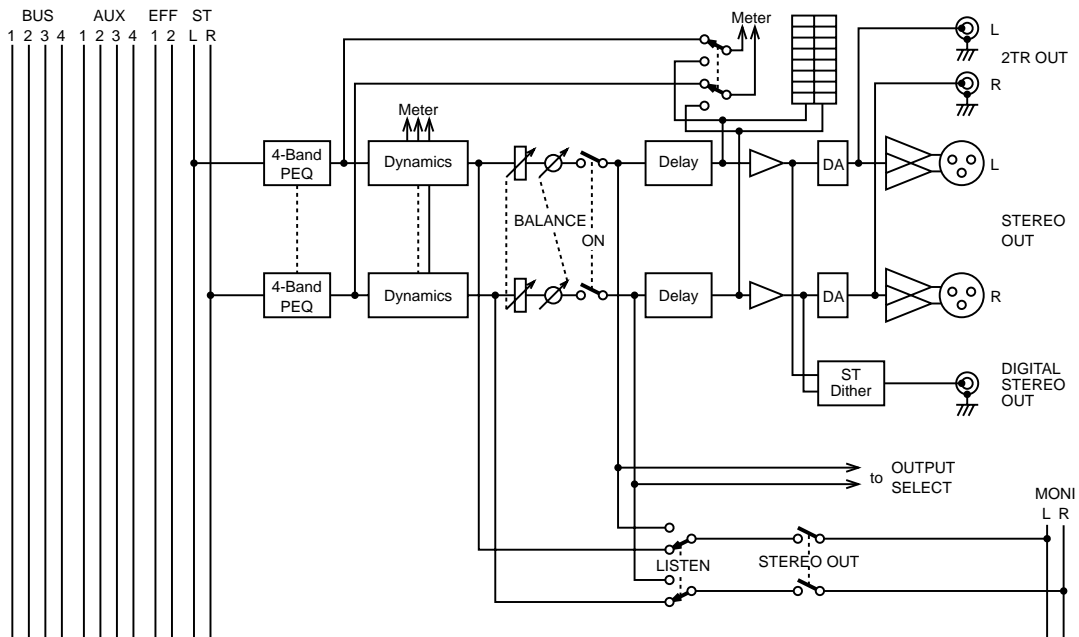 BUS AUX EFF ST
1 2 3 4 1 2 3 4 1 2 L R
Meter
L
2TR OUT
R
Meter
4-Band
PEQ
Dynamics
Delay
DA
L
BALANCE
ON
STEREO
OUT
4-Band
PEQ
Dynamics
Delay
DA
R
ST
Dither
DIGITAL
STEREO
OUT
to OUTPUT
SELECT
MONI
L R
LISTEN
STEREO OUT